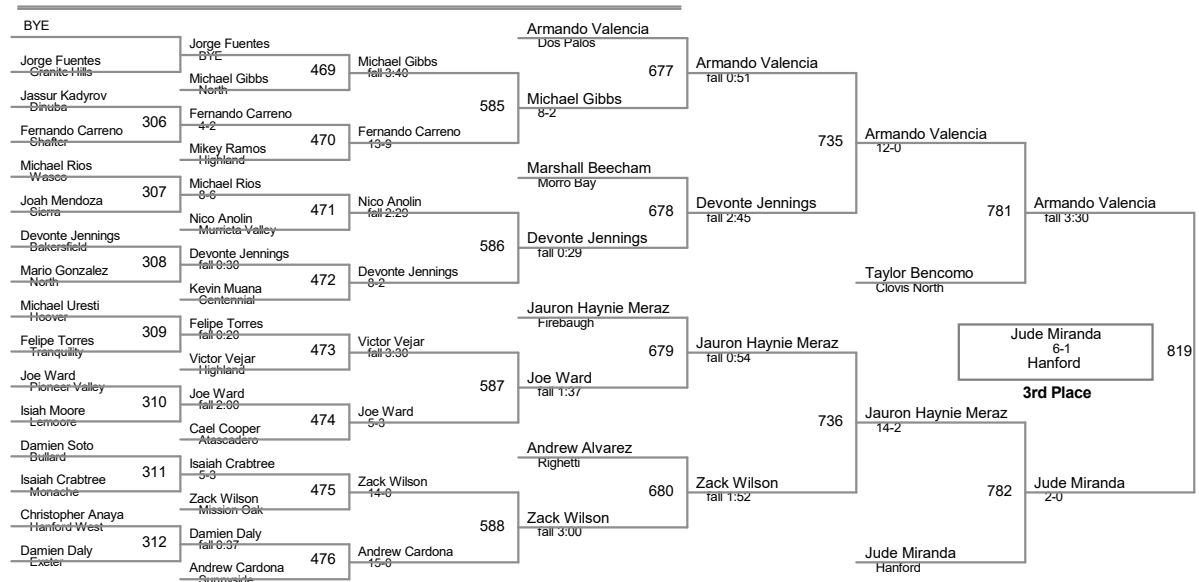 BYE
Jorge Fuentes
Granite Hills
Jassur Kadyrov
Dinuba
306
Fernando Carreno
Shafter
Michael Rios
Wasco
307
Joah Mendoza
Sierra
Devonte Jennings
Bakersfield
308
Mario Gonzalez
North
Michael Uresti
Hoover
309
Felipe Torres
Tranquility
Joe Ward
Pioneer Valley
310
Isiah Moore
Lemoore
Damien Soto
Bullard
311
Isaiah Crabtree
Monache
Christopher Anaya
Hanford West
312
Damien Daly
Exeter
Jorge Fuentes
BYE
469
Michael Gibbs
North
Fernando Carreno
4-2
470
Mikey Ramos
Highland
Michael Rios
8-6
471
Nico Anolin
Murrieta Valley
Devonte Jennings
fall 0:30
472
Kevin Muana
Centennial
Felipe Torres
fall 0:20
473
Victor Vejar
Highland
Joe Ward
fall 2:00
474
Cael Cooper
Atascadero
Isaiah Crabtree
5-3
475
Zack Wilson
Mission Oak
Damien Daly
fall 0:37
476
Andrew Cardona
Sunnyside
Michael Gibbs
fall 3:40
585
Fernando Carreno
13-9
Nico Anolin
fall 2:29
586
Devonte Jennings
8-2
Victor Vejar
fall 3:30
587
Joe Ward
5-3
Zack Wilson
14-0
588
Andrew Cardona
15-0
Armando Valencia
Dos Palos
677
Michael Gibbs
8-2
Marshall Beecham
Morro Bay
678
Devonte Jennings
fall 0:29
Jauron Haynie Meraz
Firebaugh
679
Joe Ward
fall 1:37
Andrew Alvarez
Righetti
680
Zack Wilson
fall 3:00
Armando Valencia
fall 0:51
735
Devonte Jennings
fall 2:45
Jauron Haynie Meraz
fall 0:54
736
Zack Wilson
fall 1:52
Armando Valencia
12-0
781
Taylor Bencomo
Clovis North
Jauron Haynie Meraz
14-2
782
Jude Miranda
Hanford
Armando Valencia
fall 3:30
819
Jude Miranda
2-0
Jude Miranda
6-1
Hanford
3rd Place